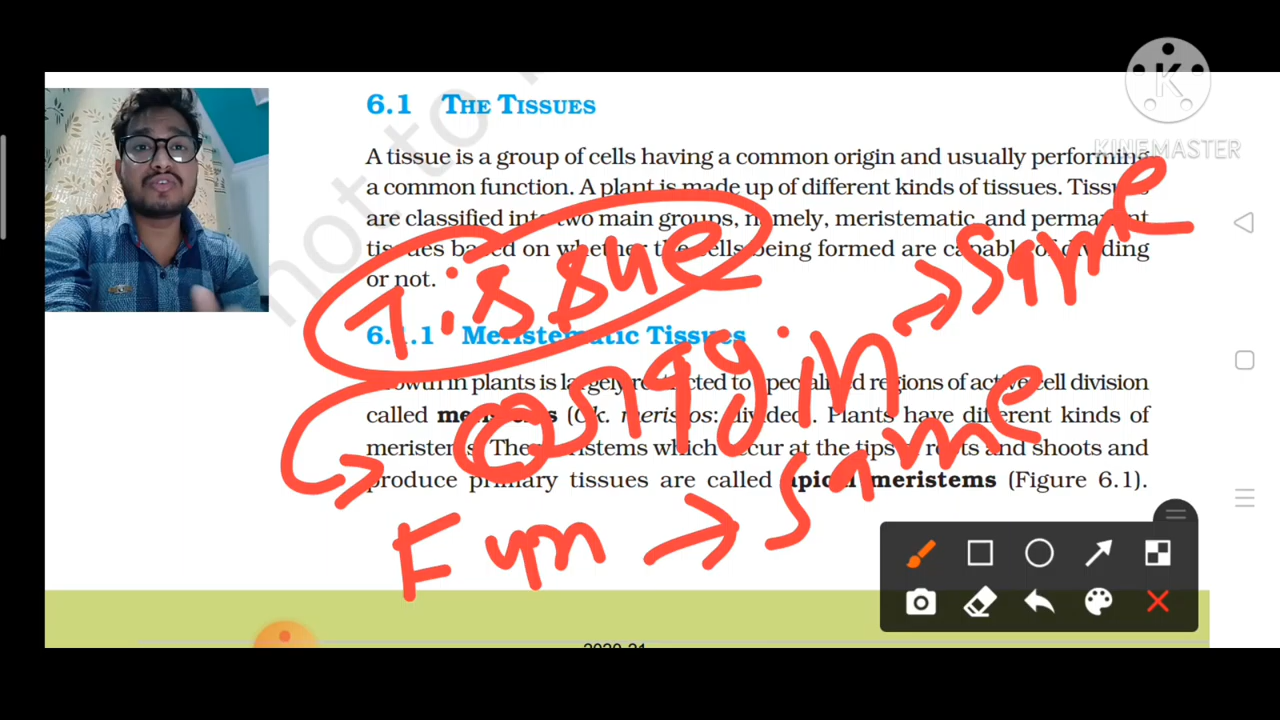 KINEMASTER
6.1 THE TISSUES
A tissue is a group of cells having a common origin and usually performing
a common function. A plant is made up of different kinds of tissues. Tissues
are classified into two main groups, namely, meristematic and permanent
tissues based on whether the cells being formed are capable of dividing
or not.
Tissue
same
6.1.1 Meristematic Tissues
Growth in plants is largely restricted to specialised regions of active cell division
called meristems (Gk. meristos: divided). Plants have different kinds of
meristems. The meristems which occur at the tips of roots and shoots and
produce primary tissues are called apical meristems (Figure 6.1).
same
not to
2020-21